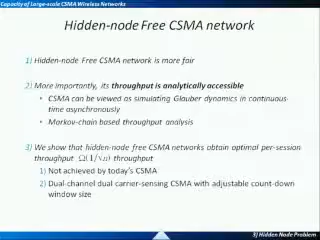 Capacity of Large-scale CSMA Wireless Networks
Hidden-node Free CSMA network
1) Hidden-node Free CSMA network is more fair
2) More importantly, its throughput is analytically accessible
• CSMA can be viewed as simulating Glauber dynamics in continuous-
time asynchronously
• Markov-chain based throughput analysis
3) We show that hidden-node free CSMA networks obtain optimal per-session
throughput Ω(1/√n) throughput
1) Not achieved by today's CSMA
2) Dual-channel dual carrier-sensing CSMA with adjustable count-down
window size
3] Hidden Node Problem